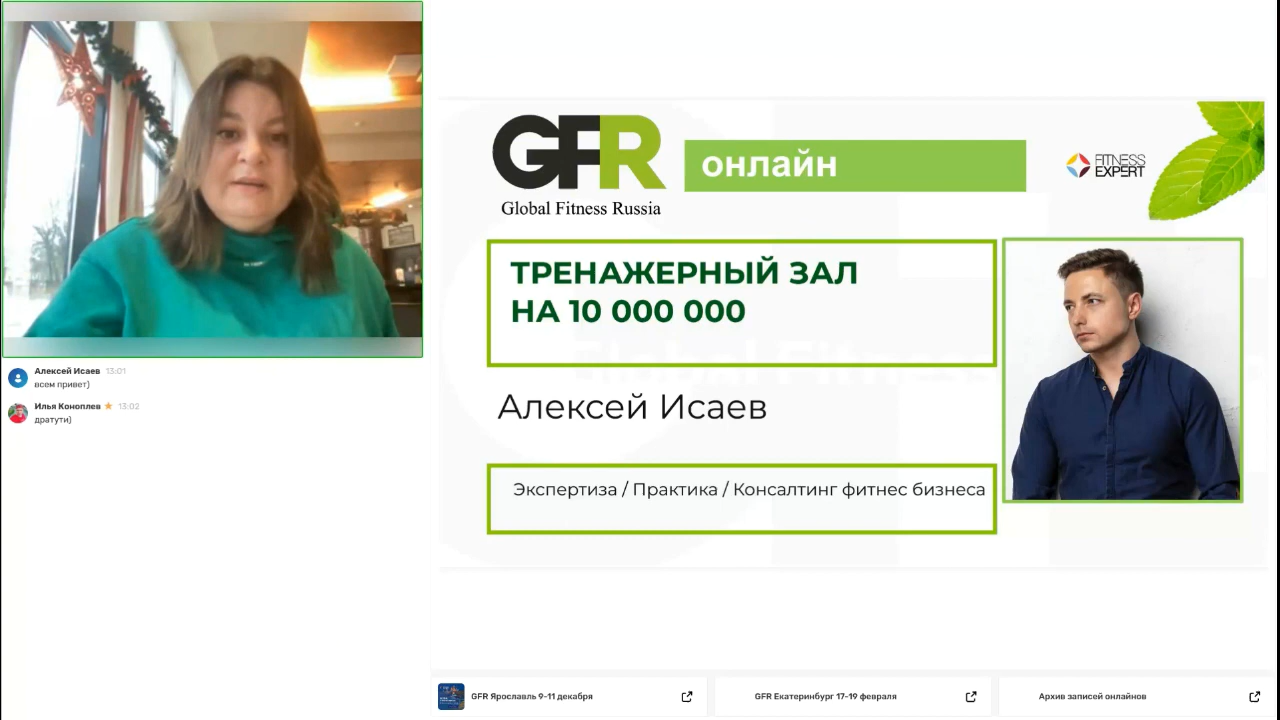 Алексей Исаев 13:01
всем привет)
Илья Коноплев 13:02
дратути)
GFR
Global Fitness Russia
онлайн
FITNESS
EXPERT
ТРЕНАЖЕРНЫЙ ЗАЛ
НА 10 000 000
Алексей Исаев
Экспертиза / Практика / Консалтинг фитнес бизнеса
GFR Ярославль 9-11 декабря
GFR Екатеринбург 17-19 февраля
Архив записей онлайнов